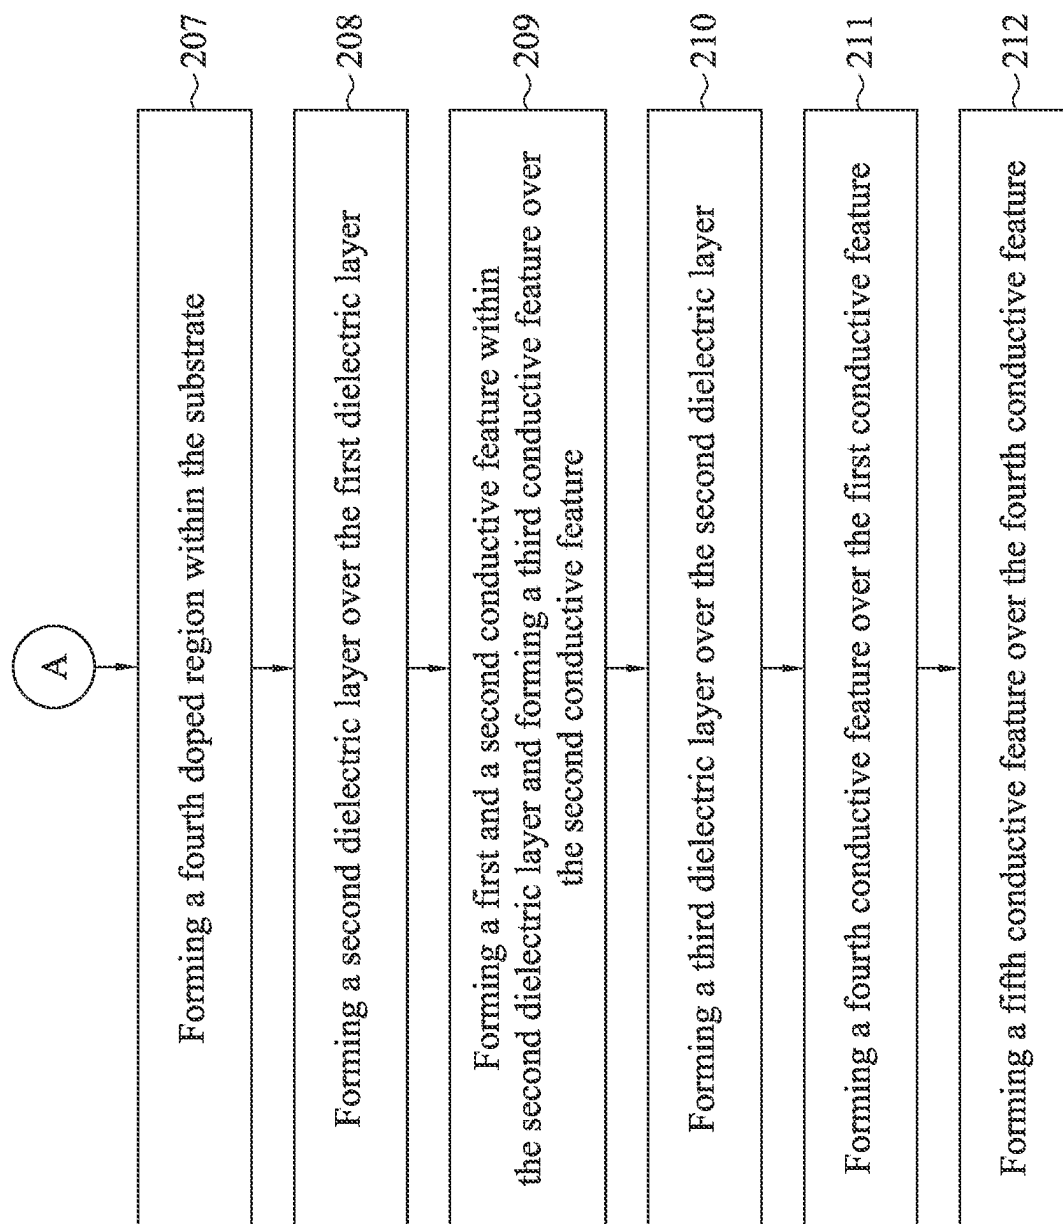 A
Forming a fourth doped region within the substrate
~207
Forming a second dielectric layer over the first dielectric layer
~208
Forming a first and a second conductive feature within
the second dielectric layer and forming a third conductive feature over
the second conductive feature
~209
Forming a third dielectric layer over the second dielectric layer
~210
Forming a fourth conductive feature over the first conductive feature
~211
Forming a fifth conductive feature over the fourth conductive feature
~212